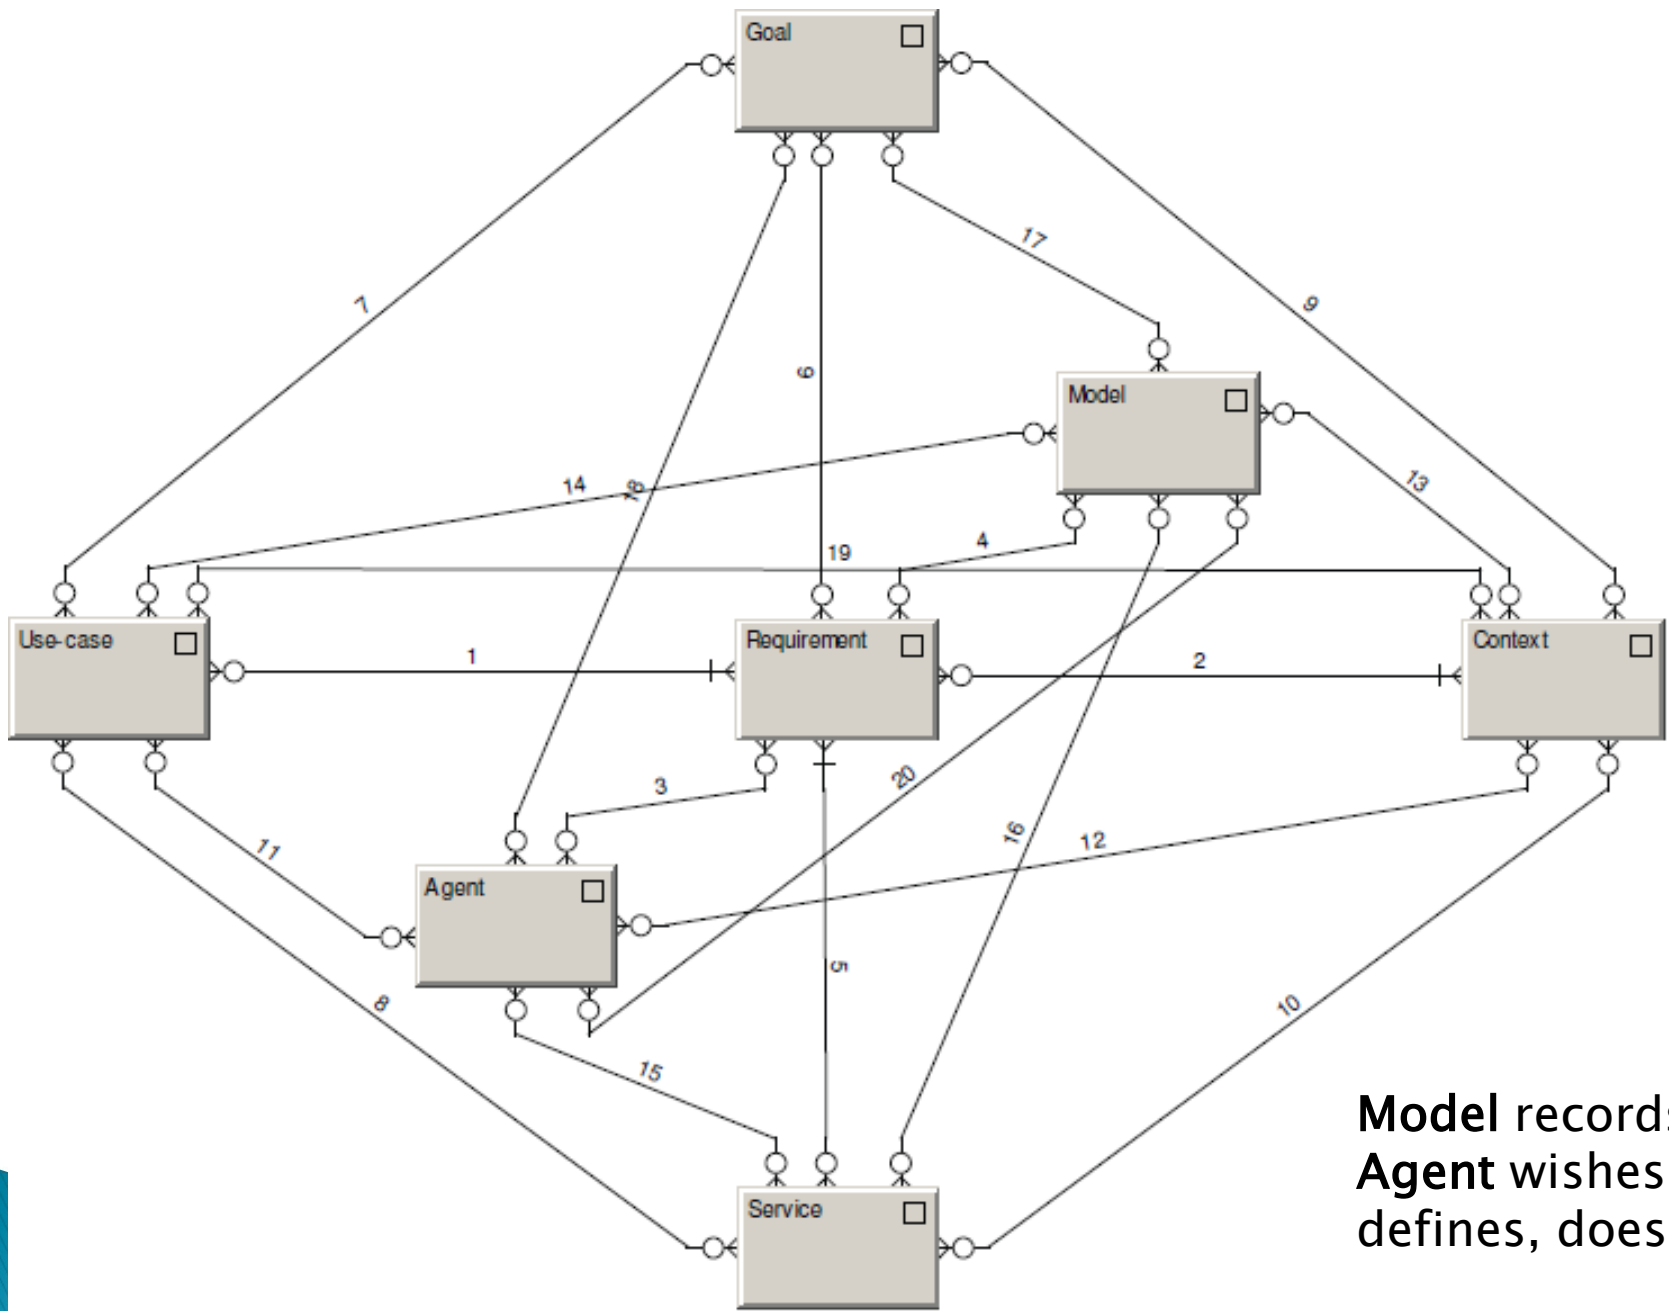 Goal
7
17
9
6
Model
14
18
13
4
19
Use-case
Requirement
Context
1
2
3
20
11
16
12
Agent
5
8
10
15
Service
Model records
Agent wishes
defines, does